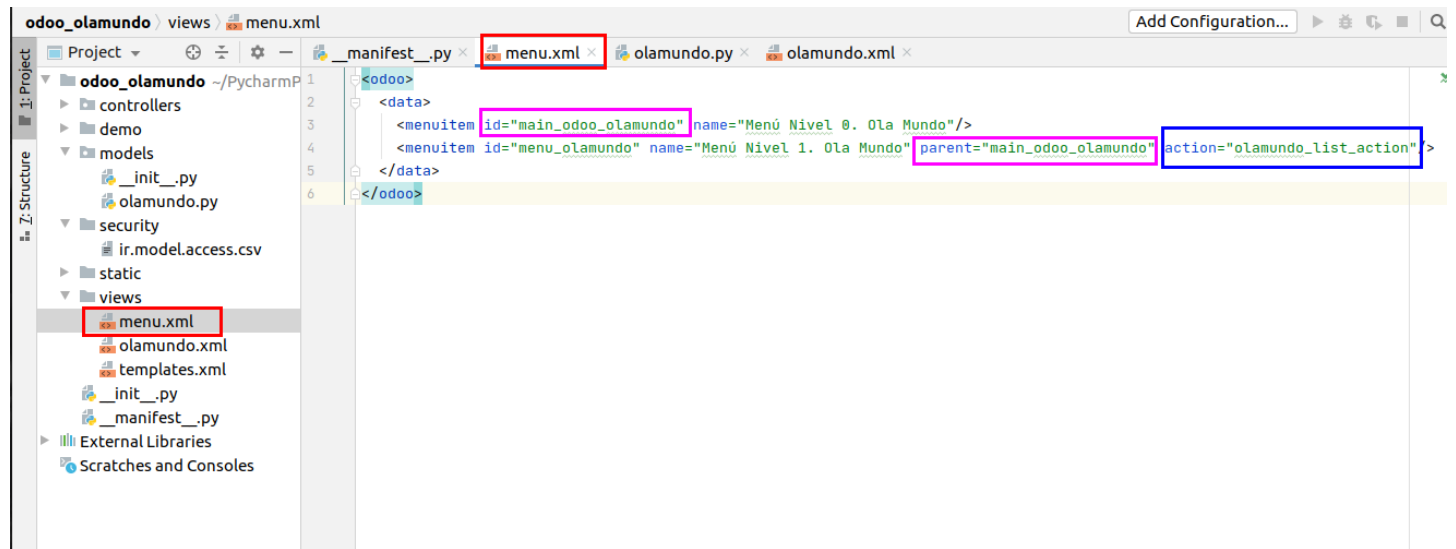 odoo_olamundo 〉 views 〉 menu.xml
Add Configuration...
1: Project
Z: Structure
Project
odoo_olamundo ~/PycharmP
controllers
demo
models
__init__.py
olamundo.py
security
ir.model.access.csv
static
views
menu.xml
olamundo.xml
templates.xml
__init__.py
__manifest__.py
External Libraries
Scratches and Consoles
__manifest__.py × menu.xml × olamundo.py × olamundo.xml ×
1 <odoo>
2 <data>
3 <menuitem id="main_odoo_olamundo" name="Menú Nivel 0. Ola Mundo"/>
4 <menuitem id="menu_olamundo" name="Menú Nivel 1. Ola Mundo" parent="main_odoo_olamundo" action="olamundo_list_action"/>
5 </data>
6 </odoo>